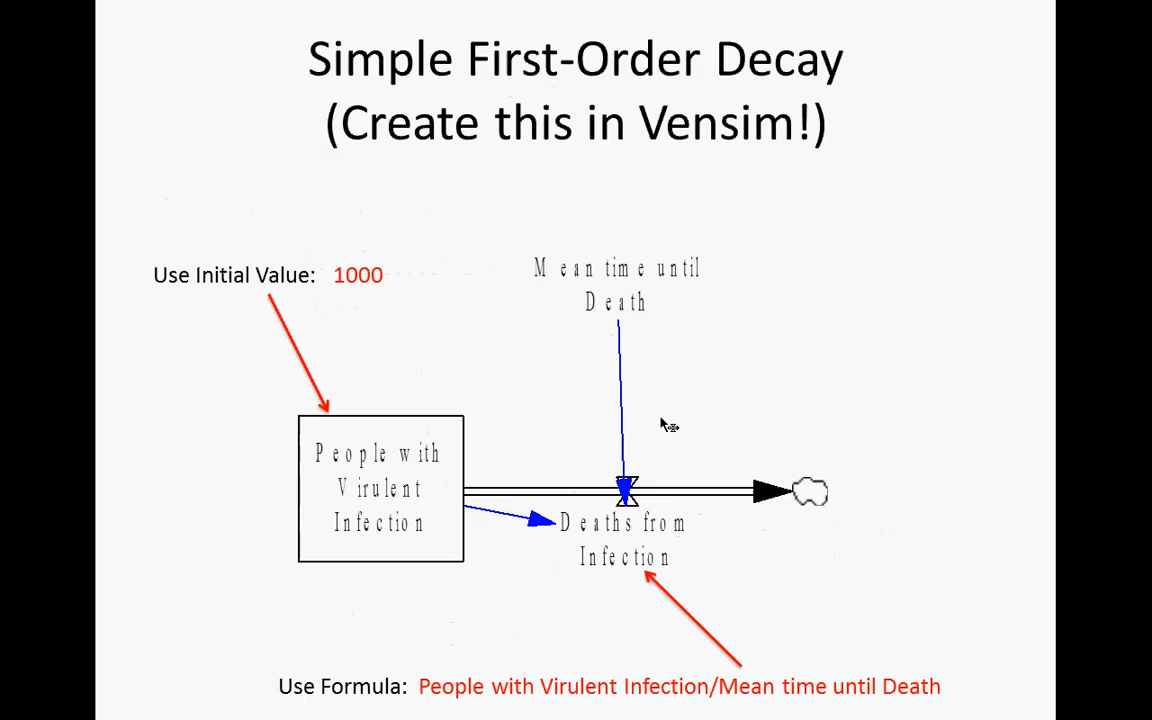 Simple First-Order Decay
(Create this in Vensim!)
Use Initial Value: 1000
Mean time until
Death
People with
Virulent
Infection
Deaths from
Infection
Use Formula: People with Virulent Infection/Mean time until Death